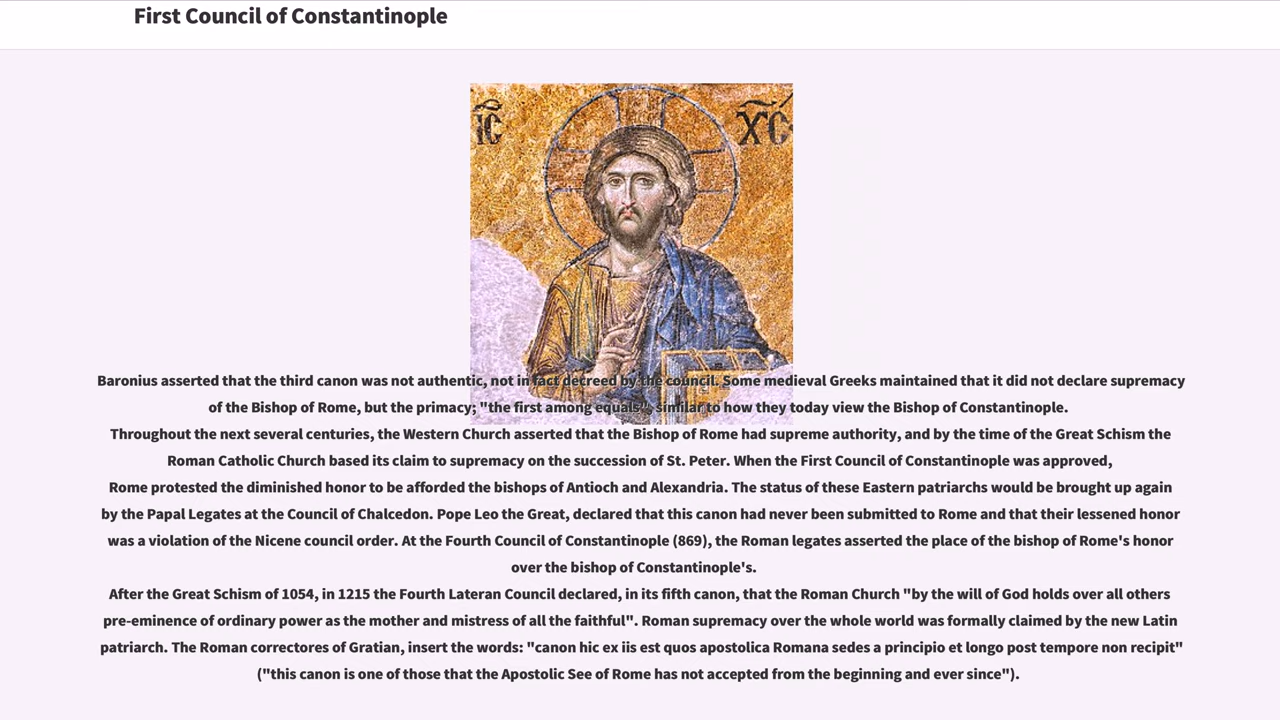 First Council of Constantinople
IC XC
Baronius asserted that the third canon was not authentic, not in fact decreed by the council. Some medieval Greeks maintained that it did not declare supremacy
of the Bishop of Rome, but the primacy; "the first among equals", similar to how they today view the Bishop of Constantinople.
Throughout the next several centuries, the Western Church asserted that the Bishop of Rome had supreme authority, and by the time of the Great Schism the
Roman Catholic Church based its claim to supremacy on the succession of St. Peter. When the First Council of Constantinople was approved,
Rome protested the diminished honor to be afforded the bishops of Antioch and Alexandria. The status of these Eastern patriarchs would be brought up again
by the Papal Legates at the Council of Chalcedon. Pope Leo the Great, declared that this canon had never been submitted to Rome and that their lessened honor
was a violation of the Nicene council order. At the Fourth Council of Constantinople (869), the Roman legates asserted the place of the bishop of Rome's honor
over the bishop of Constantinople's.
After the Great Schism of 1054, in 1215 the Fourth Lateran Council declared, in its fifth canon, that the Roman Church "by the will of God holds over all others
pre-eminence of ordinary power as the mother and mistress of all the faithful". Roman supremacy over the whole world was formally claimed by the new Latin
patriarch. The Roman correctores of Gratian, insert the words: "canon hic ex iis est quos apostolica Romana sedes a principio et longo post tempore non recipit"
("this canon is one of those that the Apostolic See of Rome has not accepted from the beginning and ever since").